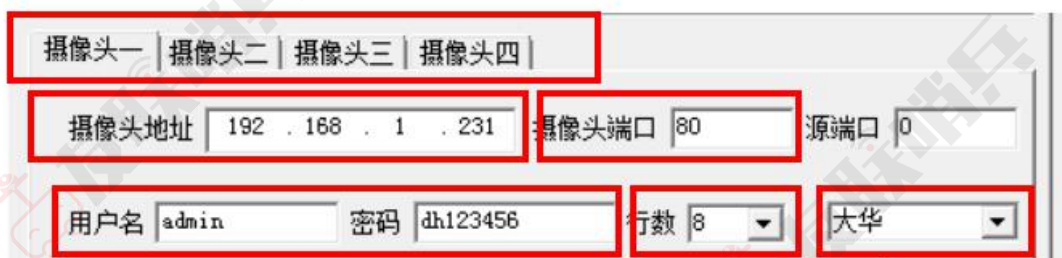 摄像头一 摄像头二 摄像头三 摄像头四
摄像头地址 192 . 168 . 1 . 231 摄像头端口 80 源端口 0
用户名 admin 密码 dh123456 行数 8 大华